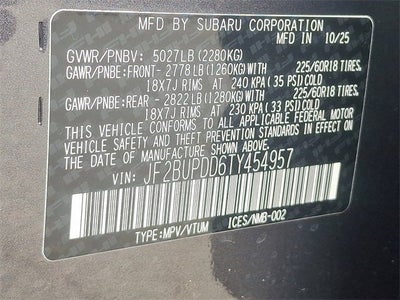 MFD BY SUBARU CORPORATION
MFD IN 10/25
GVWR/PNBV: 5027LB(2280KG)
GAWR/PNBE:FRONT- 2778 LB(1260KG)WITH 225/60R18 TIRES
18X7J RIMS AT 240 KPA (35 PSI)COLD
GAWR/PNBE:REAR - 2822 LB(1280KG)WITH 225/60R18 TIRES
18X7J RIMS AT 230 KPA (33 PSI)COLD
THIS VEHICLE CONFORMS TO ALL APPLICABLE FEDERAL MOTOR
VEHICLE SAFETY AND THEFT PREVENTION STANDARDS IN EFFECT ON
THE DATE OF MANUFACTURE SHOWN ABOVE.
VIN: JF2BUPDD6TY454957
TYPE:MPV/VTUM ICES/NMB-002